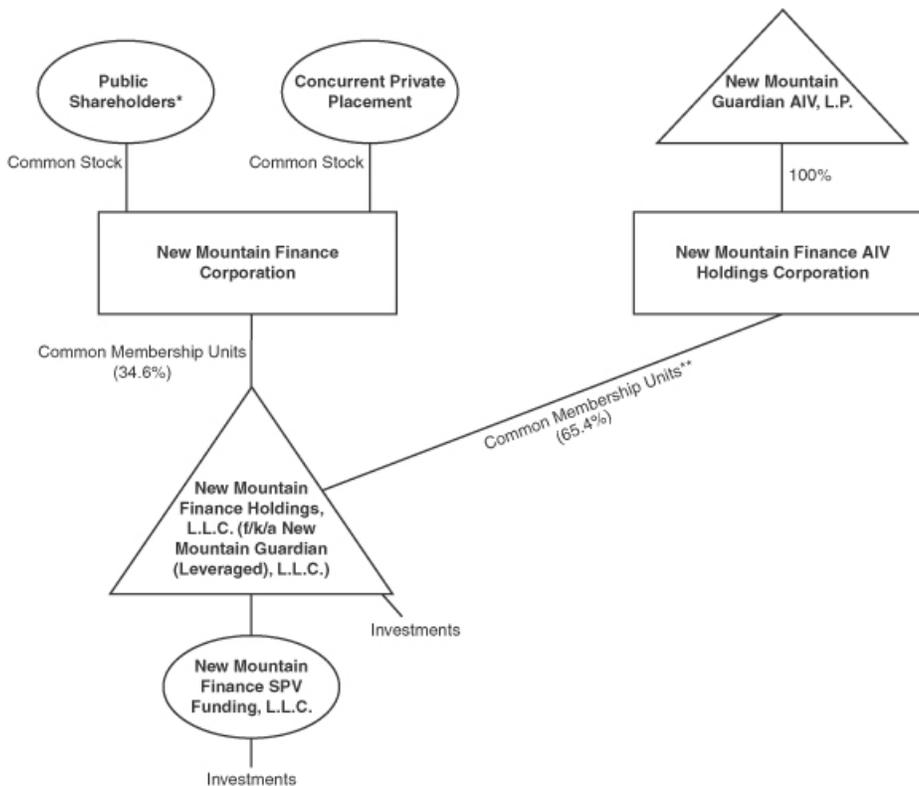 Public
Shareholders*
Concurrent Private
Placement
New Mountain
Guardian AIV, L.P.
Common Stock
Common Stock
100%
New Mountain Finance
Corporation
New Mountain Finance AIV
Holdings Corporation
Common Membership Units
(34.6%)
Common Membership Units**
(65.4%)
New Mountain
Finance Holdings,
L.L.C. (f/k/a New
Mountain Guardian
(Leveraged), L.L.C.)
Investments
New Mountain
Finance SPV
Funding, L.L.C.
Investments